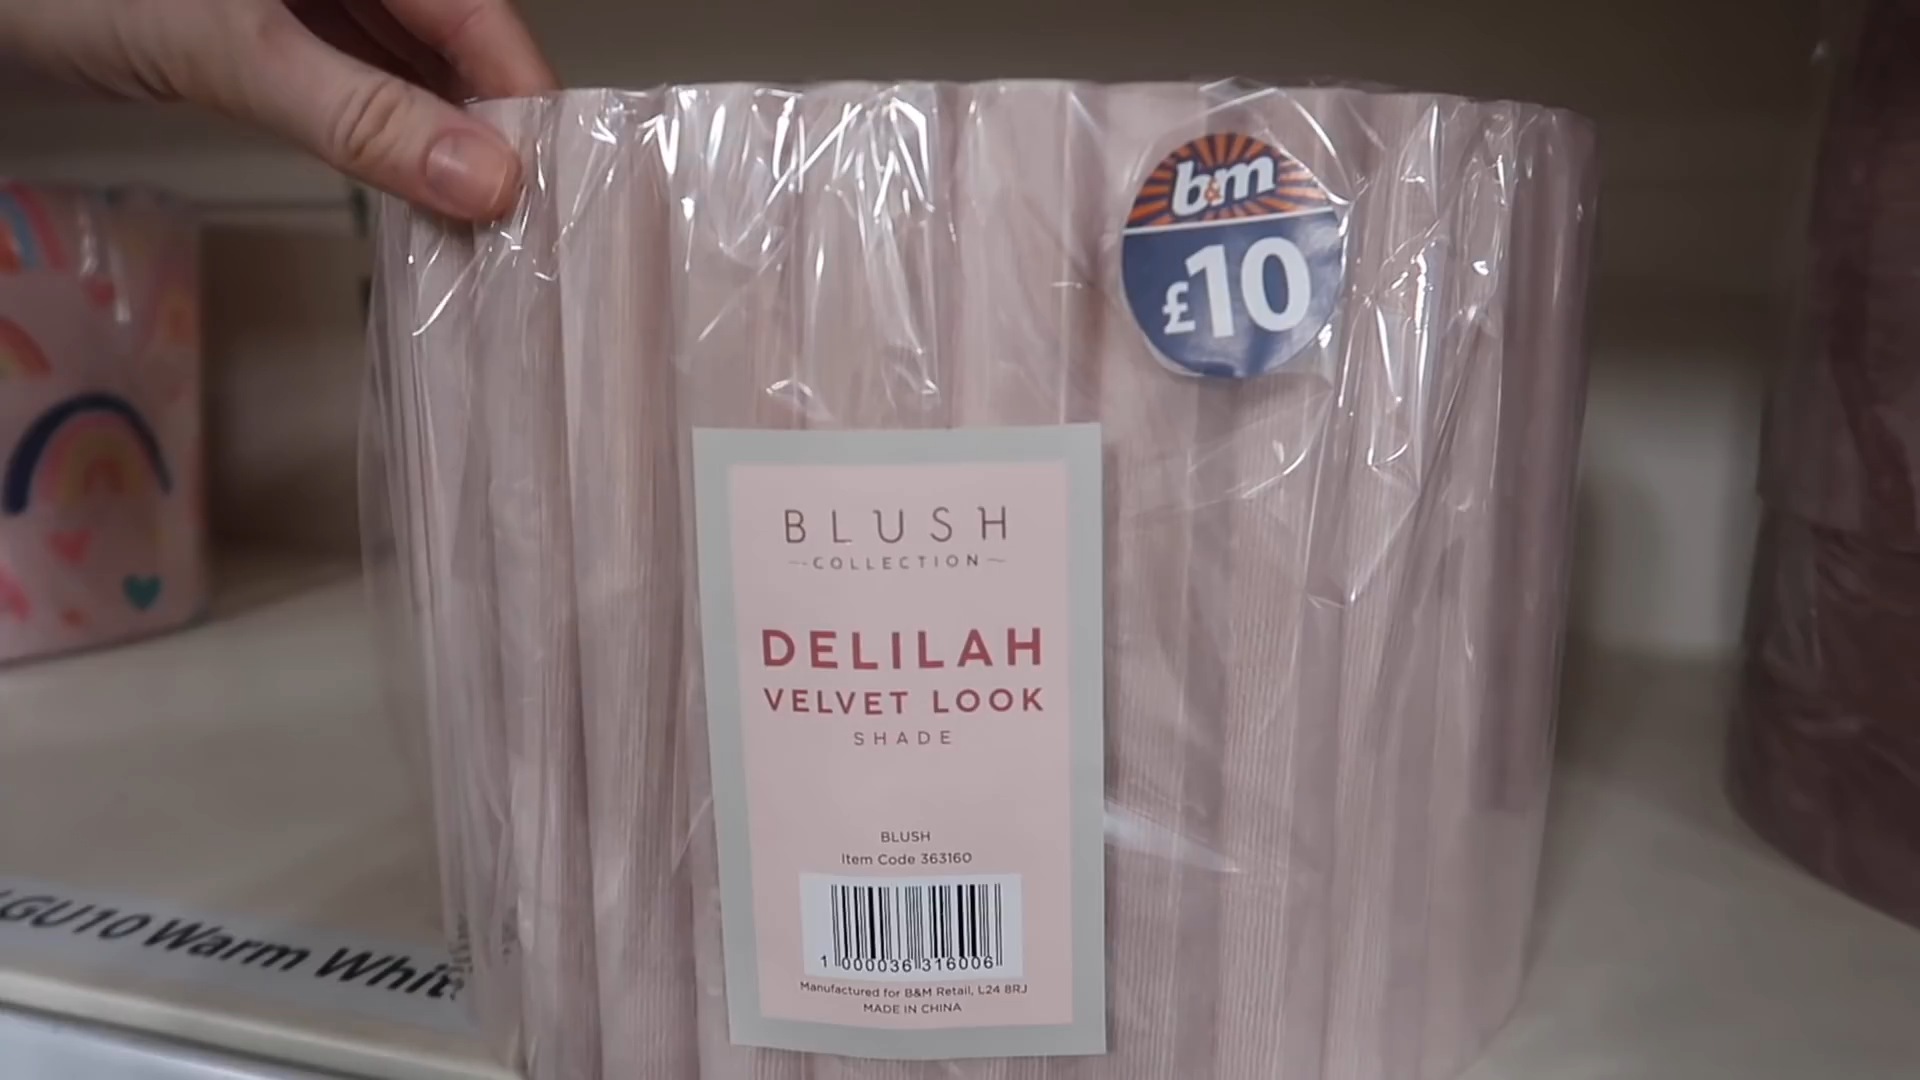 b&m
£10
BLUSH
COLLECTION
DELILAH
VELVET LOOK
SHADE
BLUSH
Item Code 363160
1 000036 316006
Manufactured for B&M Retail, L24 8RJ
MADE IN CHINA
GU10 Warm Whit